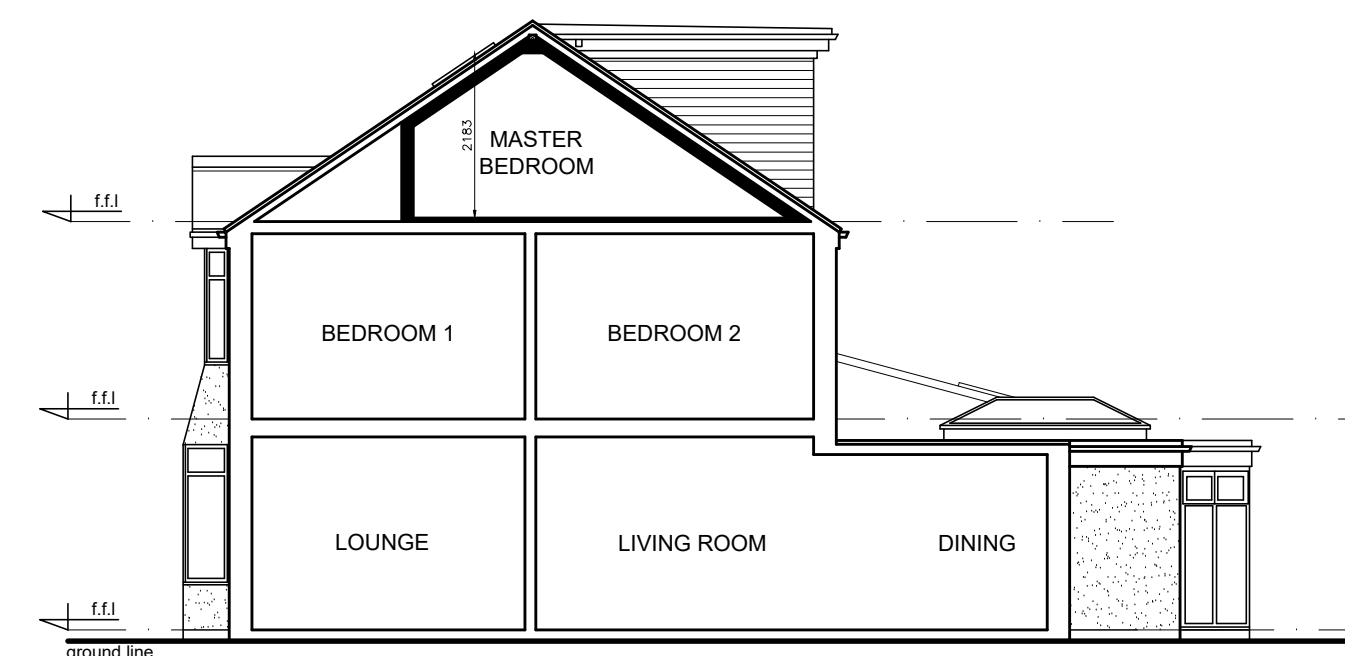 2183
MASTER
BEDROOM
f.f.l
BEDROOM 1
BEDROOM 2
f.f.l
LOUNGE
LIVING ROOM
DINING
f.f.l
ground line